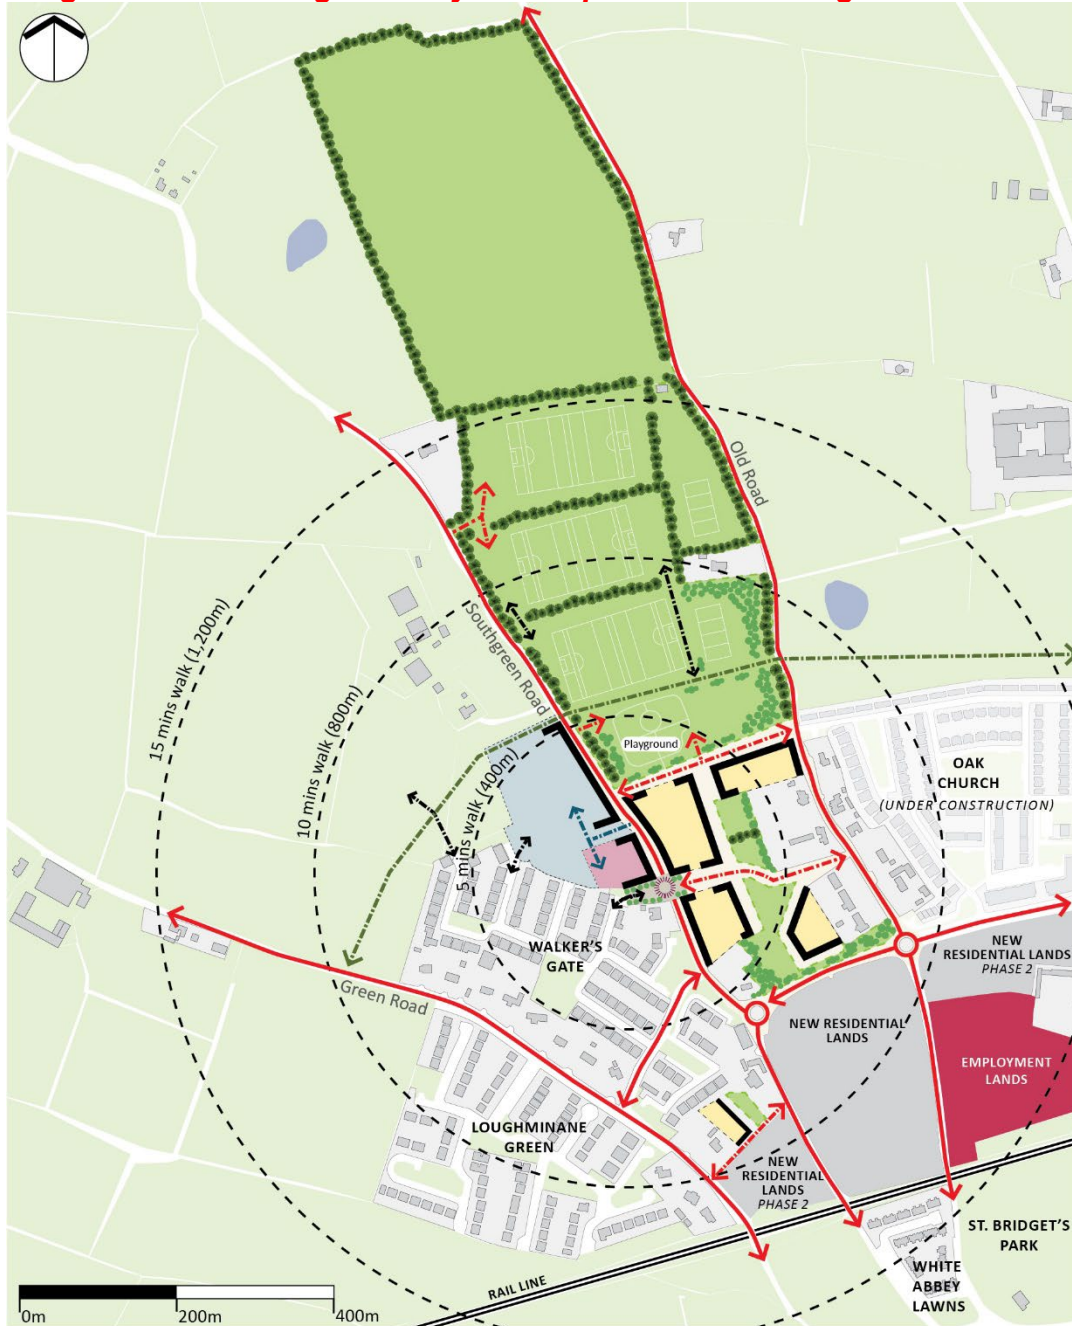 Old Road
Southgreen Road
15 mins walk (1,200m)
10 mins walk (800m)
5 mins walk (400m)
Playground
OAK
CHURCH
(UNDER CONSTRUCTION)
WALKER'S
GATE
Green Road
NEW
RESIDENTIAL LANDS
PHASE 2
NEW RESIDENTIAL
LANDS
EMPLOYMENT
LANDS
LOUGHMINANE
GREEN
NEW
RESIDENTIAL
LANDS
PHASE 2
ST. BRIDGET'S
PARK
WHITE
ABBEY
LAWNS
RAIL LINE
0m
200m
400m